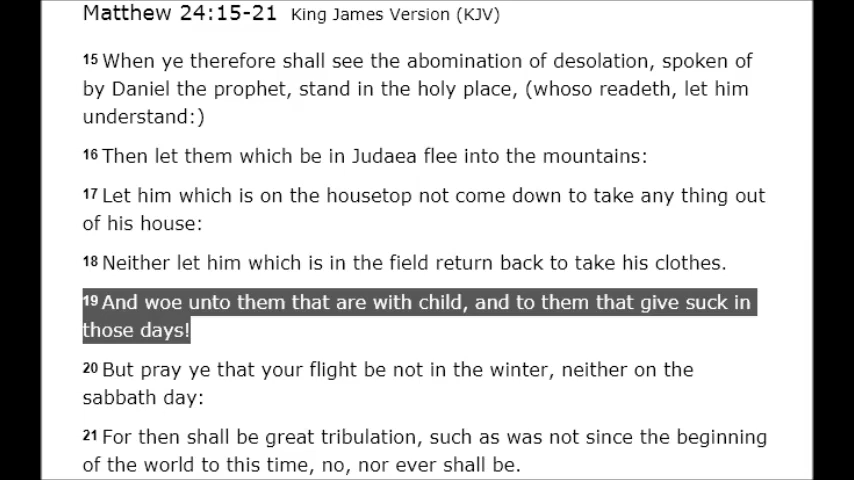 Matthew 24:15-21 King James Version (KJV)
15 When ye therefore shall see the abomination of desolation, spoken of
by Daniel the prophet, stand in the holy place, (whoso readeth, let him
understand:)
16 Then let them which be in Judaea flee into the mountains:
17 Let him which is on the housetop not come down to take any thing out
of his house:
18 Neither let him which is in the field return back to take his clothes.
19 And woe unto them that are with child, and to them that give suck in
those days!
20 But pray ye that your flight be not in the winter, neither on the
sabbath day:
21 For then shall be great tribulation, such as was not since the beginning
of the world to this time, no, nor ever shall be.